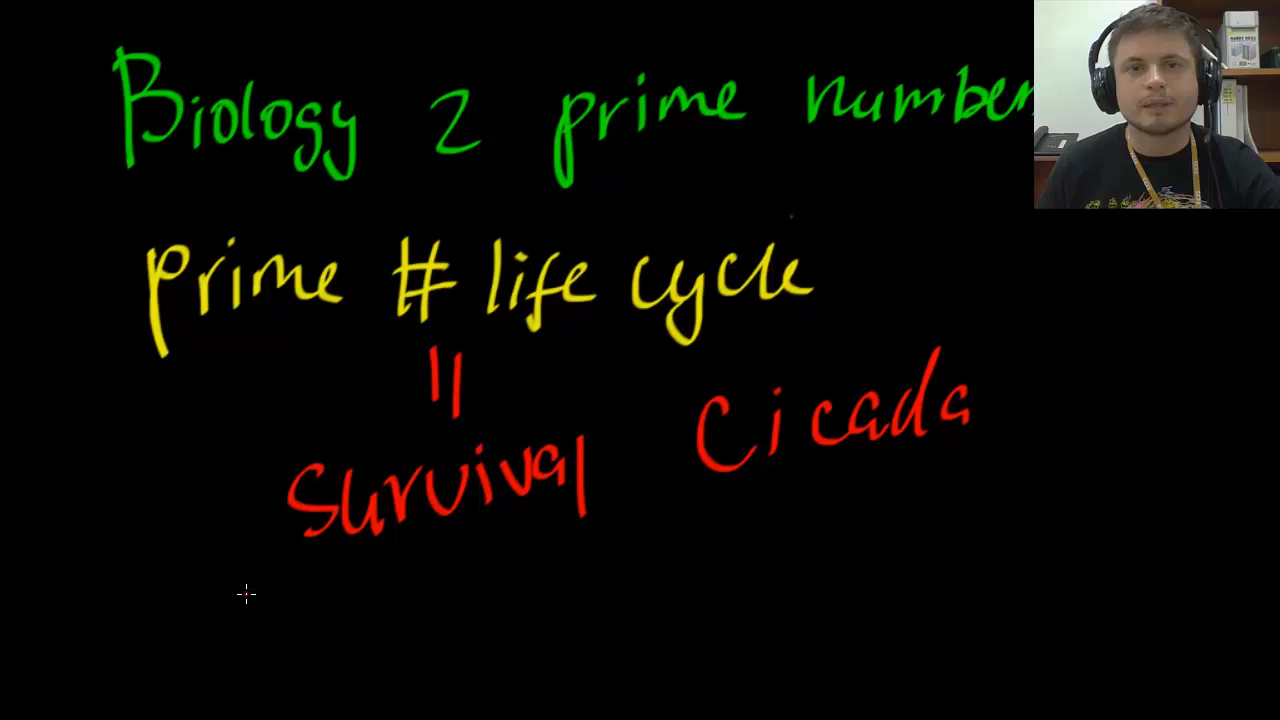 Biology 2 prime number
prime # life cycle
=
Survival Cicada